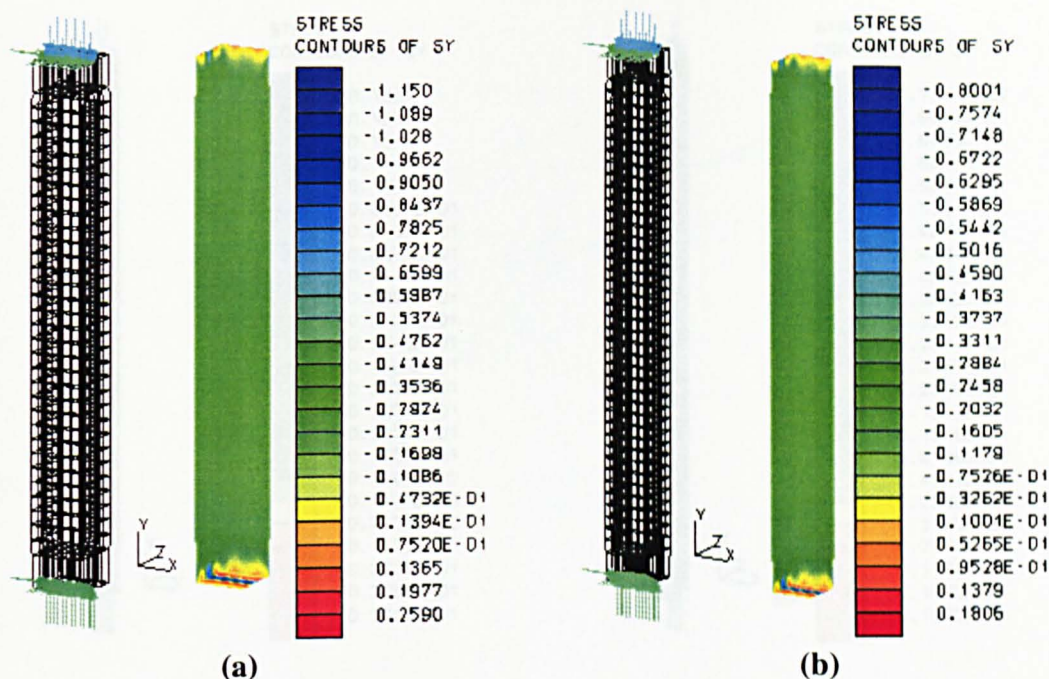 STRESS
CONTOURS OF SY
-1.150
-1.089
-1.028
-0.9662
-0.9050
-0.8437
-0.7825
-0.7212
-0.6599
-0.5987
-0.5374
-0.4762
-0.4149
-0.3536
-0.2924
-0.2311
-0.1698
-0.1086
-0.4732E-01
0.1394E-01
0.7520E-01
0.1365
0.1977
0.2590
Y
Z
X
(a)
STRESS
CONTOURS OF SY
-0.8001
-0.7574
-0.7148
-0.6722
-0.6295
-0.5869
-0.5442
-0.5016
-0.4590
-0.4163
-0.3737
-0.3311
-0.2884
-0.2458
-0.2032
-0.1605
-0.1179
-0.7526E-01
-0.3262E-01
0.1001E-01
0.5265E-01
0.9528E-01
0.1379
0.1806
Y
Z
X
(b)